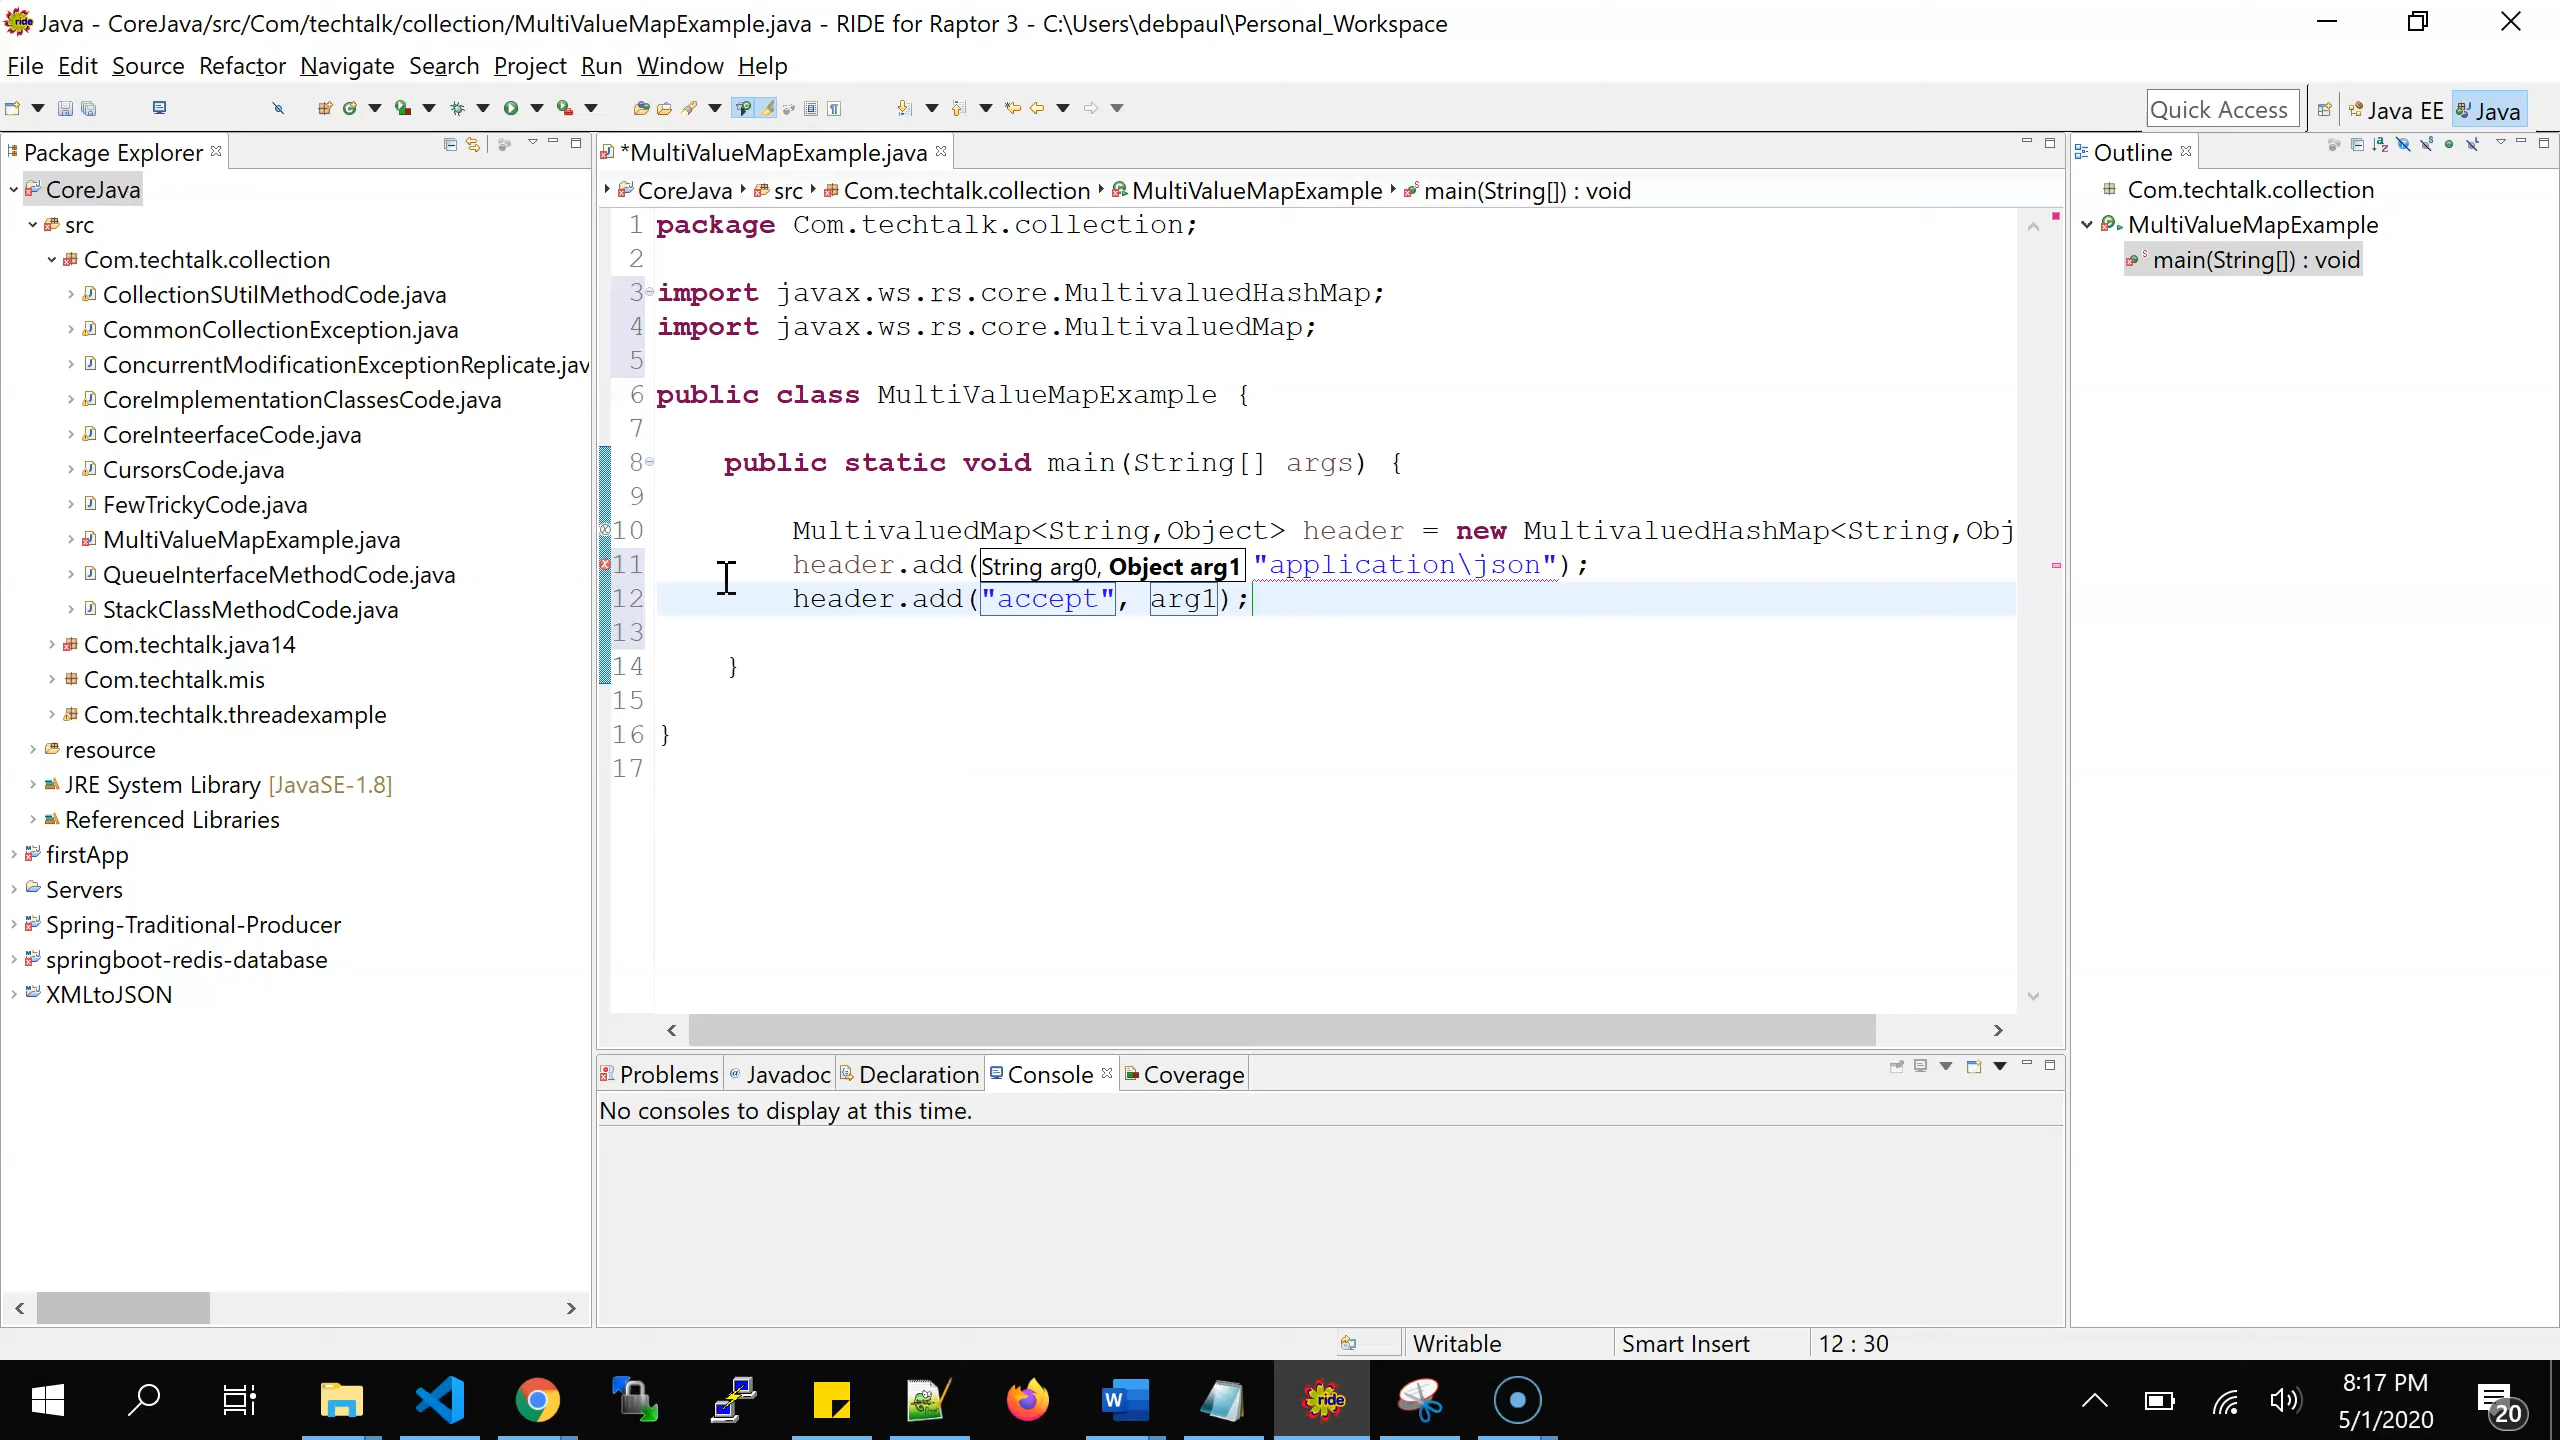 Java - CoreJava/src/Com/techtalk/collection/MultiValueMapExample.java - RIDE for Raptor 3 - C:\Users\debpaul\Personal_Workspace
File Edit Source Refactor Navigate Search Project Run Window Help
Quick Access
Java EE
Java
Package Explorer
CoreJava
src
Com.techtalk.collection
CollectionSUtilMethodCode.java
CommonCollectionException.java
ConcurrentModificationExceptionReplicate.jav
CoreImplementationClassesCode.java
CoreInteerfaceCode.java
CursorsCode.java
FewTrickyCode.java
MultiValueMapExample.java
QueueInterfaceMethodCode.java
StackClassMethodCode.java
Com.techtalk.java14
Com.techtalk.mis
Com.techtalk.threadexample
resource
JRE System Library [JavaSE-1.8]
Referenced Libraries
firstApp
Servers
Spring-Traditional-Producer
springboot-redis-database
XMLtoJSON
*MultiValueMapExample.java
CoreJava src Com.techtalk.collection MultiValueMapExample main(String[]) : void
1 package Com.techtalk.collection;
2
3 import javax.ws.rs.core.MultivaluedHashMap;
4 import javax.ws.rs.core.MultivaluedMap;
5
6 public class MultiValueMapExample {
7
8 public static void main(String[] args) {
9
10 MultivaluedMap<String,Object> header = new MultivaluedHashMap<String,Obj
11 header.add( String arg0, Object arg1 "application\json");
12 header.add("accept", arg1);
13
14 }
15
16 }
17
Problems Javadoc Declaration Console Coverage
No consoles to display at this time.
Outline
Com.techtalk.collection
MultiValueMapExample
main(String[]) : void
Writable
Smart Insert
12 : 30
ride
8:17 PM
5/1/2020
20